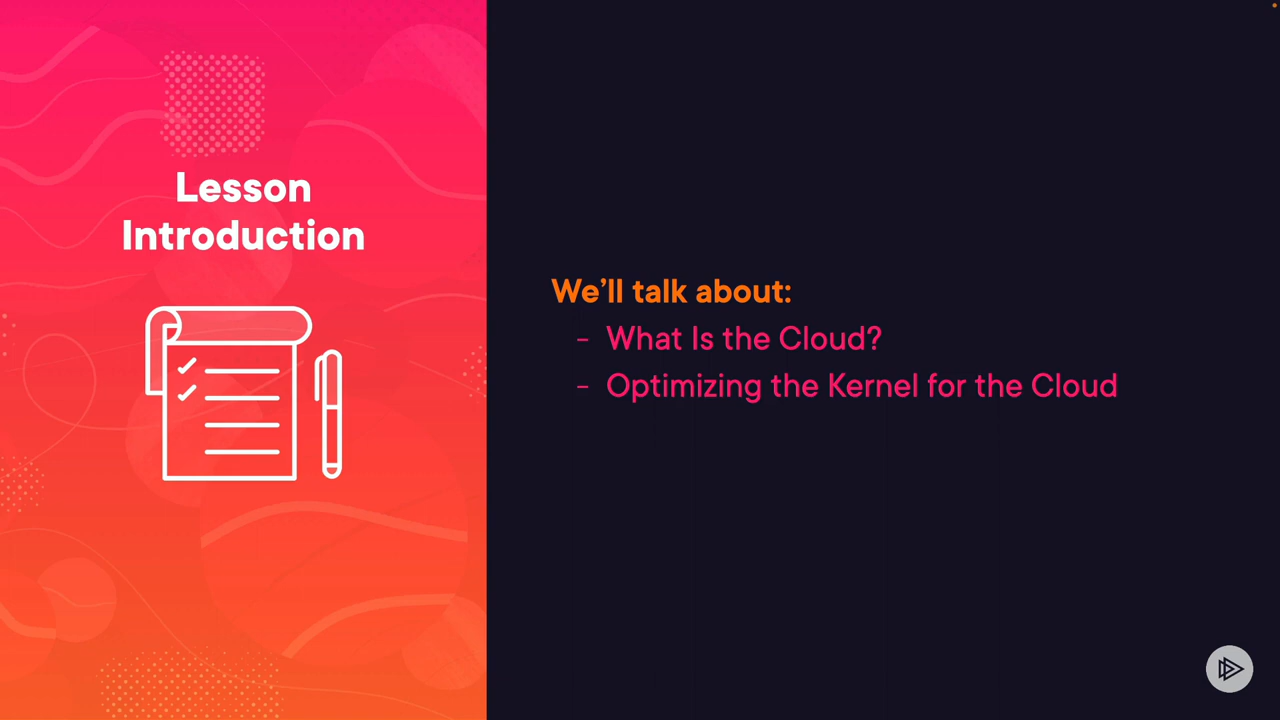 Lesson
Introduction
We'll talk about:
- What Is the Cloud?
- Optimizing the Kernel for the Cloud